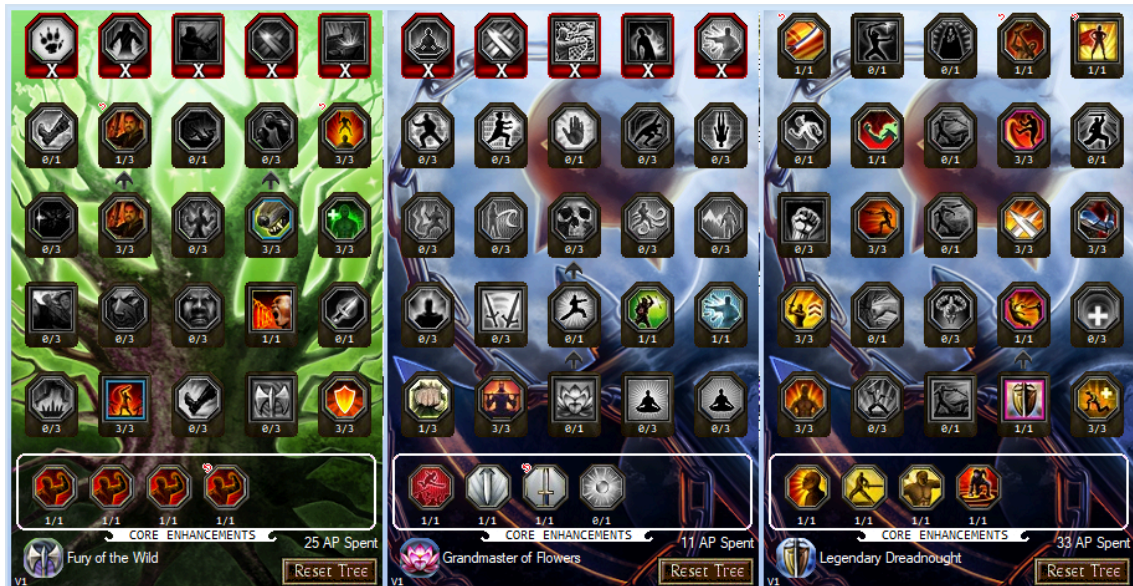 X X X X X
0/1 1/3 0/1 0/3 3/3
0/3 3/3 0/3 3/3 3/3
0/3 0/3 0/3 1/1 0/1
0/3 3/3 0/3 0/3 3/3
1/1 1/1 1/1 1/1
CORE ENHANCEMENTS
25 AP Spent
Fury of the Wild
RESET TREE
V1
X X X X X
0/3 0/3 0/1 0/3 0/3
0/3 0/3 0/3 0/3 0/3
0/3 0/3 0/1 1/1 1/1
1/3 3/3 0/1 0/3 0/3
1/1 1/1 1/1 0/1
CORE ENHANCEMENTS
11 AP Spent
Grandmaster of Flowers
RESET TREE
V1
1/1 0/1 0/1 1/1 1/1
0/1 1/1 0/1 3/3 0/1
0/3 3/3 0/1 3/3 3/3
3/3 0/1 0/3 1/1 0/3
3/3 0/3 0/1 1/1 3/3
1/1 1/1 1/1 1/1
CORE ENHANCEMENTS
33 AP Spent
Legendary Dreadnought
RESET TREE
V1